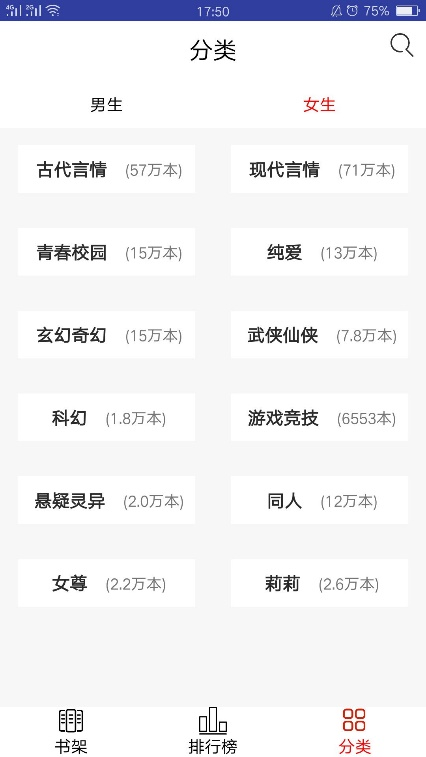 4G 2G 17:50 75%
分类
男生 女生
古代言情 (57万本) 现代言情 (71万本)
青春校园 (15万本) 纯爱 (13万本)
玄幻奇幻 (15万本) 武侠仙侠 (7.8万本)
科幻 (1.8万本) 游戏竞技 (6553本)
悬疑灵异 (2.0万本) 同人 (12万本)
女尊 (2.2万本) 莉莉 (2.6万本)
书架 排行榜 分类